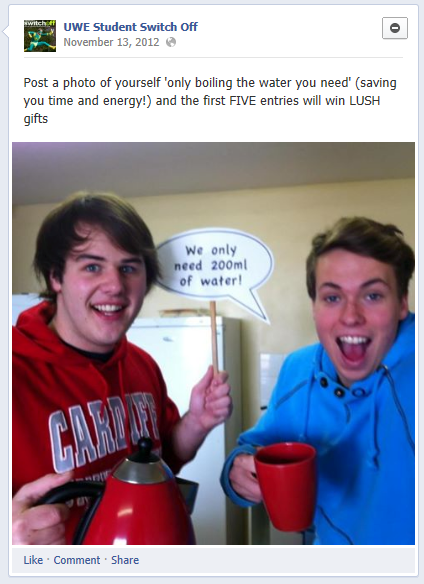 switch off
UWE Student Switch Off
November 13, 2012
Post a photo of yourself 'only boiling the water you need' (saving
you time and energy!) and the first FIVE entries will win LUSH
gifts
We only
need 200ml
of water!
CARDIFF
Like · Comment · Share